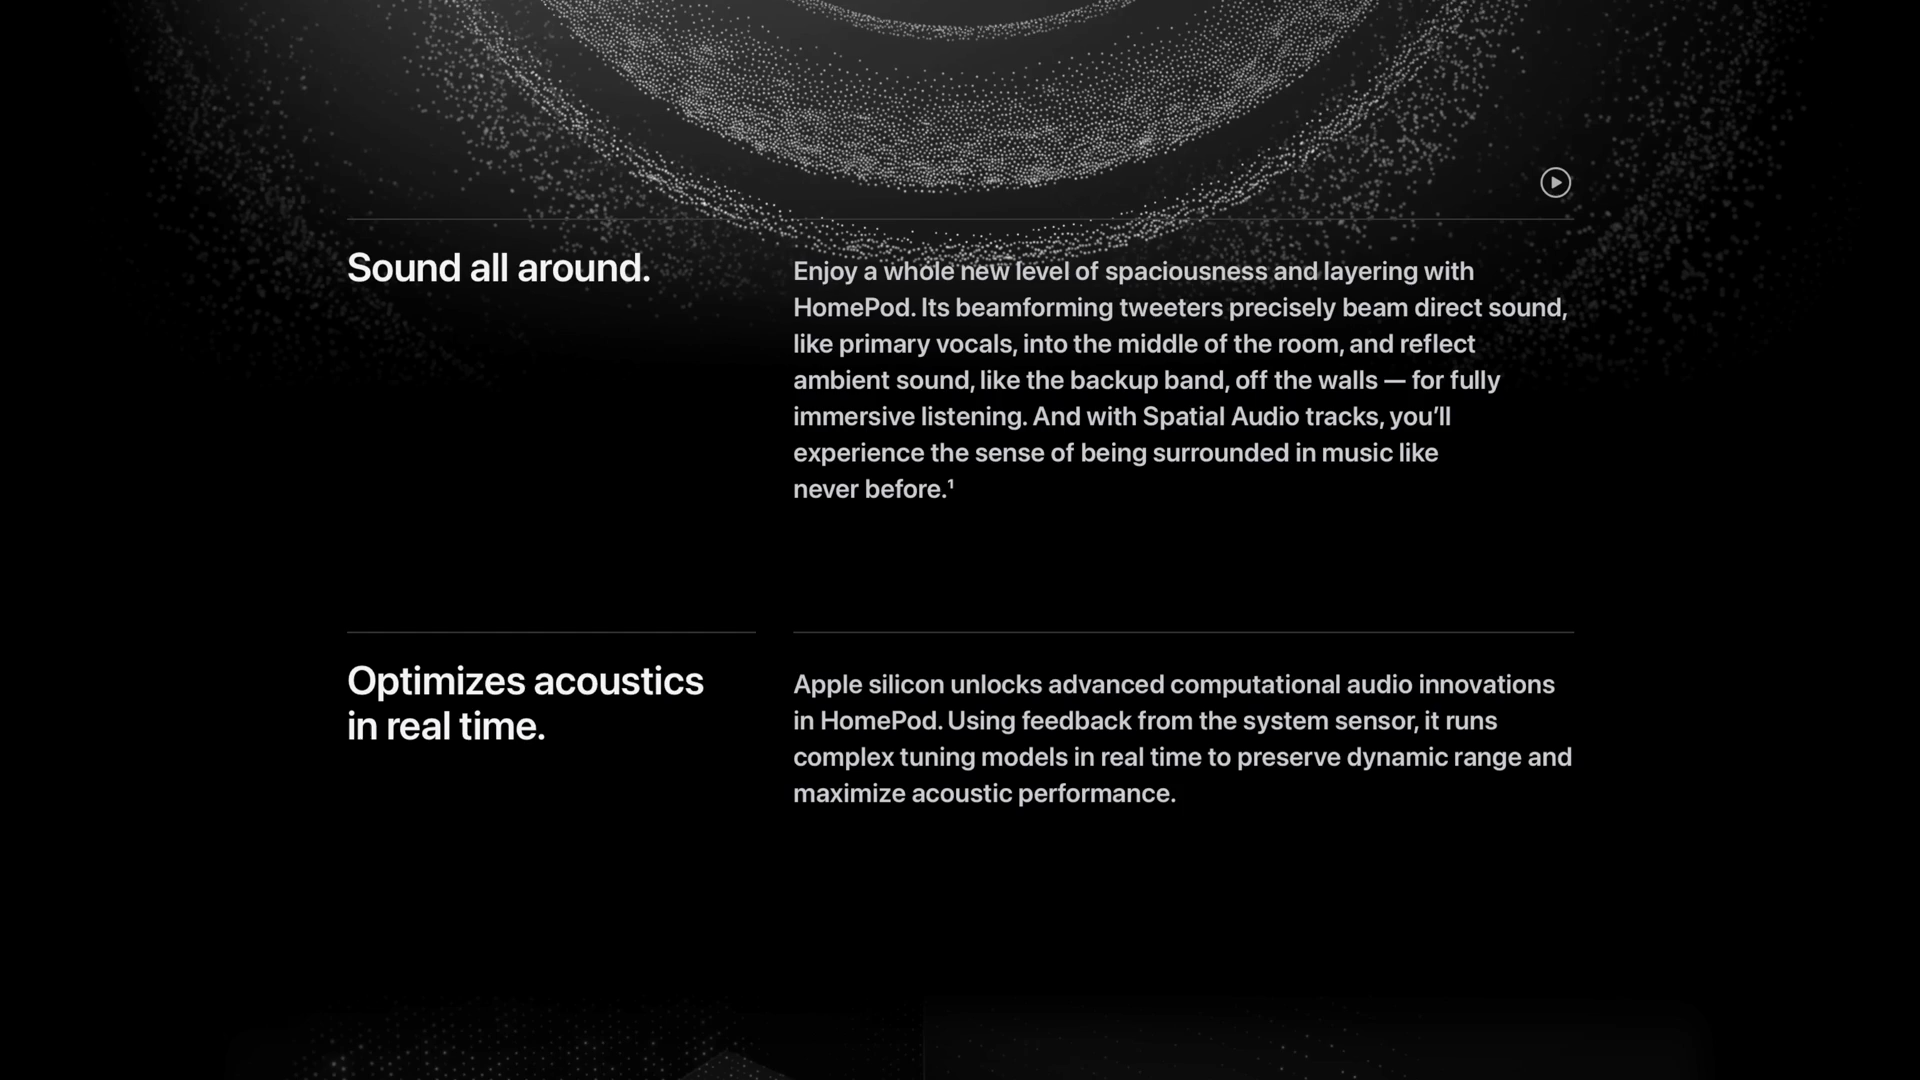 Sound all around.
Enjoy a whole new level of spaciousness and layering with
HomePod. Its beamforming tweeters precisely beam direct sound,
like primary vocals, into the middle of the room, and reflect
ambient sound, like the backup band, off the walls — for fully
immersive listening. And with Spatial Audio tracks, you’ll
experience the sense of being surrounded in music like
never before.¹
Optimizes acoustics
in real time.
Apple silicon unlocks advanced computational audio innovations
in HomePod. Using feedback from the system sensor, it runs
complex tuning models in real time to preserve dynamic range and
maximize acoustic performance.